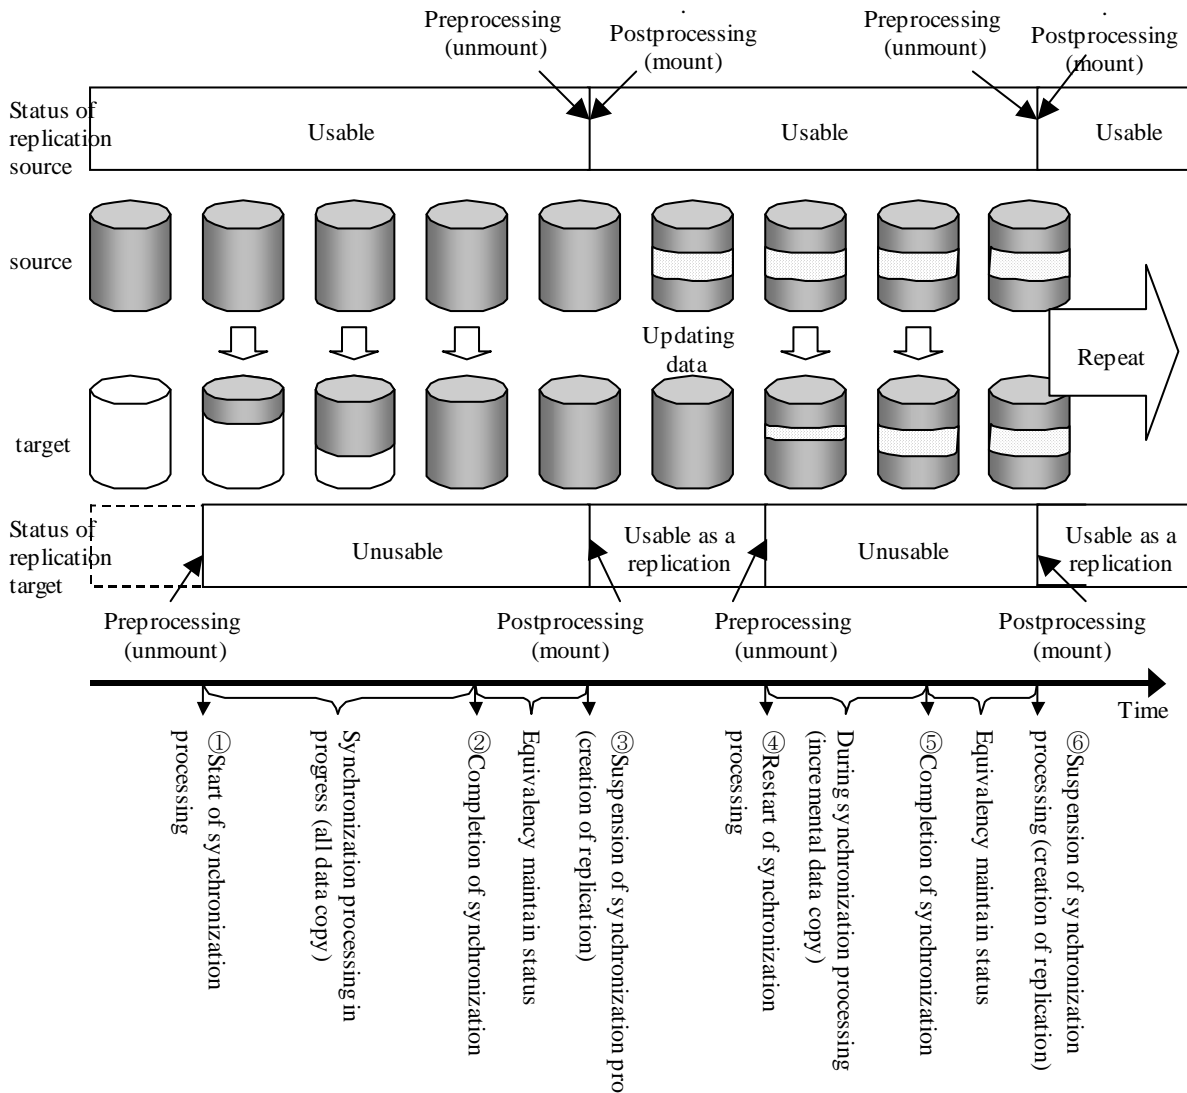 Preprocessing
(unmount)
Postprocessing
(mount)
Preprocessing
(unmount)
Postprocessing
(mount)
Status of
replication
source
Usable
Usable
Usable
source
Updating
data
Repeat
target
Status of
replication
target
Unusable
Usable as a
replication
Unusable
Usable as a
replication
Preprocessing
(unmount)
Postprocessing
(mount)
Preprocessing
(unmount)
Postprocessing
(mount)
Time
①Start of synchronization
processing
Synchronization processing in
progress (all data copy)
②Completion of synchronization
Equivalency maintain status
③Suspension of synchronization pro
(creation of replication)
④Restart of synchronization
processing
During synchronization processing
(incremental data copy)
⑤Completion of synchronization
Equivalency maintain status
⑥Suspension of synchronization
processing (creation of replication)